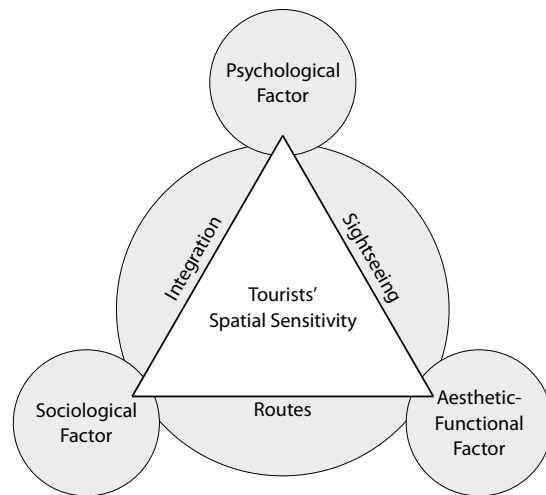 Psychological
Factor
Integration
Sightseeing
Tourists'
Spatial Sensitivity
Sociological
Factor
Routes
Aesthetic-
Functional
Factor